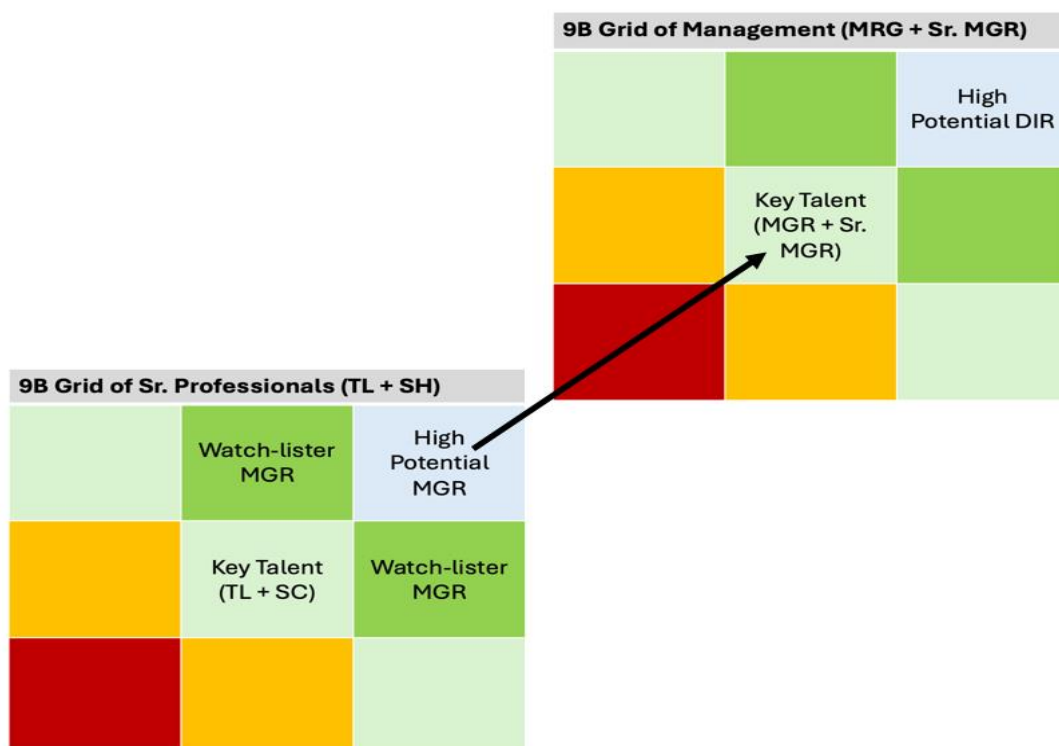 9B Grid of Management (MRG + Sr. MGR)
High
Potential DIR
Key Talent
(MGR + Sr.
MGR)
9B Grid of Sr. Professionals (TL + SH)
Watch-lister
MGR
High
Potential
MGR
Key Talent
(TL + SC)
Watch-lister
MGR